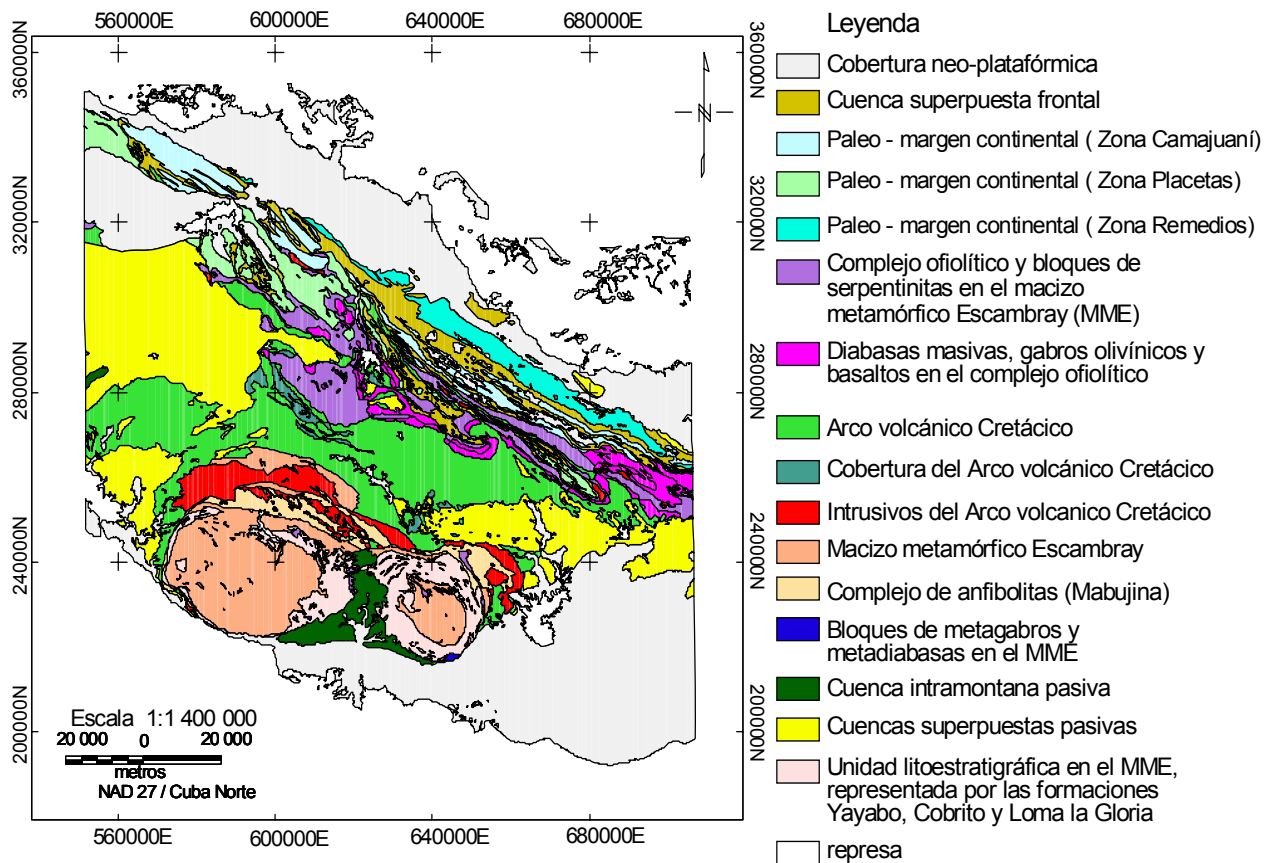 560000E 600000E 640000E 680000E
360000N
320000N
280000N
240000N
200000N
360000N
320000N
280000N
240000N
200000N
N
Escala 1:1 400 000
20 000 0 20 000
metros
NAD 27 / Cuba Norte
560000E 600000E 640000E 680000E
Leyenda
Cobertura neo-platafórmica
Cuenca superpuesta frontal
Paleo - margen continental ( Zona Camajuaní)
Paleo - margen continental ( Zona Placetas)
Paleo - margen continental ( Zona Remedios)
Complejo ofiolítico y bloques de
serpentinitas en el macizo
metamórfico Escambray (MME)
Diabasas masivas, gabros olivínicos y
basaltos en el complejo ofiolítico
Arco volcánico Cretácico
Cobertura del Arco volcánico Cretácico
Intrusivos del Arco volcanico Cretácico
Macizo metamórfico Escambray
Complejo de anfibolitas (Mabujina)
Bloques de metagabros y
metadiabasas en el MME
Cuenca intramontana pasiva
Cuencas superpuestas pasivas
Unidad litoestratigráfica en el MME,
representada por las formaciones
Yayabo, Cobrito y Loma la Gloria
represa